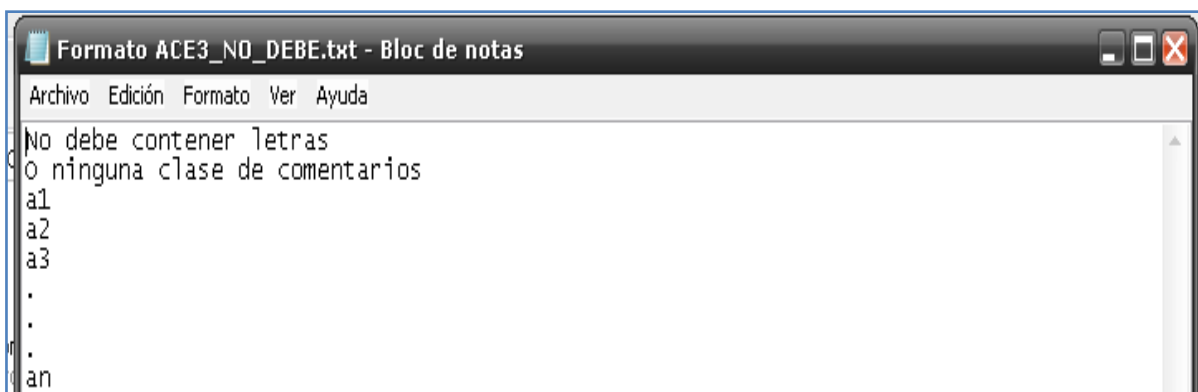 Formato ACE3_NO_DEBE.txt - Bloc de notas
Archivo Edición Formato Ver Ayuda
No debe contener letras
O ninguna clase de comentarios
a1
a2
a3
.
.
.
an